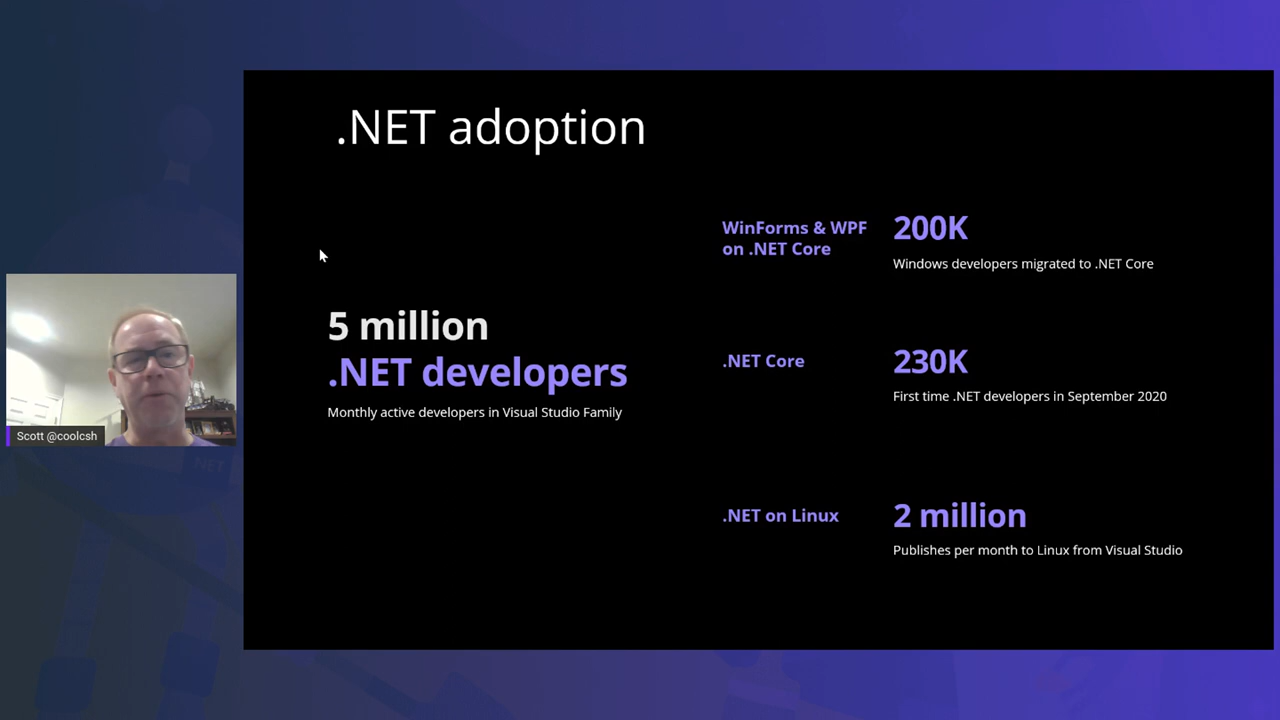 .NET adoption
5 million
.NET developers
Monthly active developers in Visual Studio Family
WinForms & WPF
on .NET Core
200K
Windows developers migrated to .NET Core
.NET Core
230K
First time .NET developers in September 2020
.NET on Linux
2 million
Publishes per month to Linux from Visual Studio
Scott @coolcsh
.NET